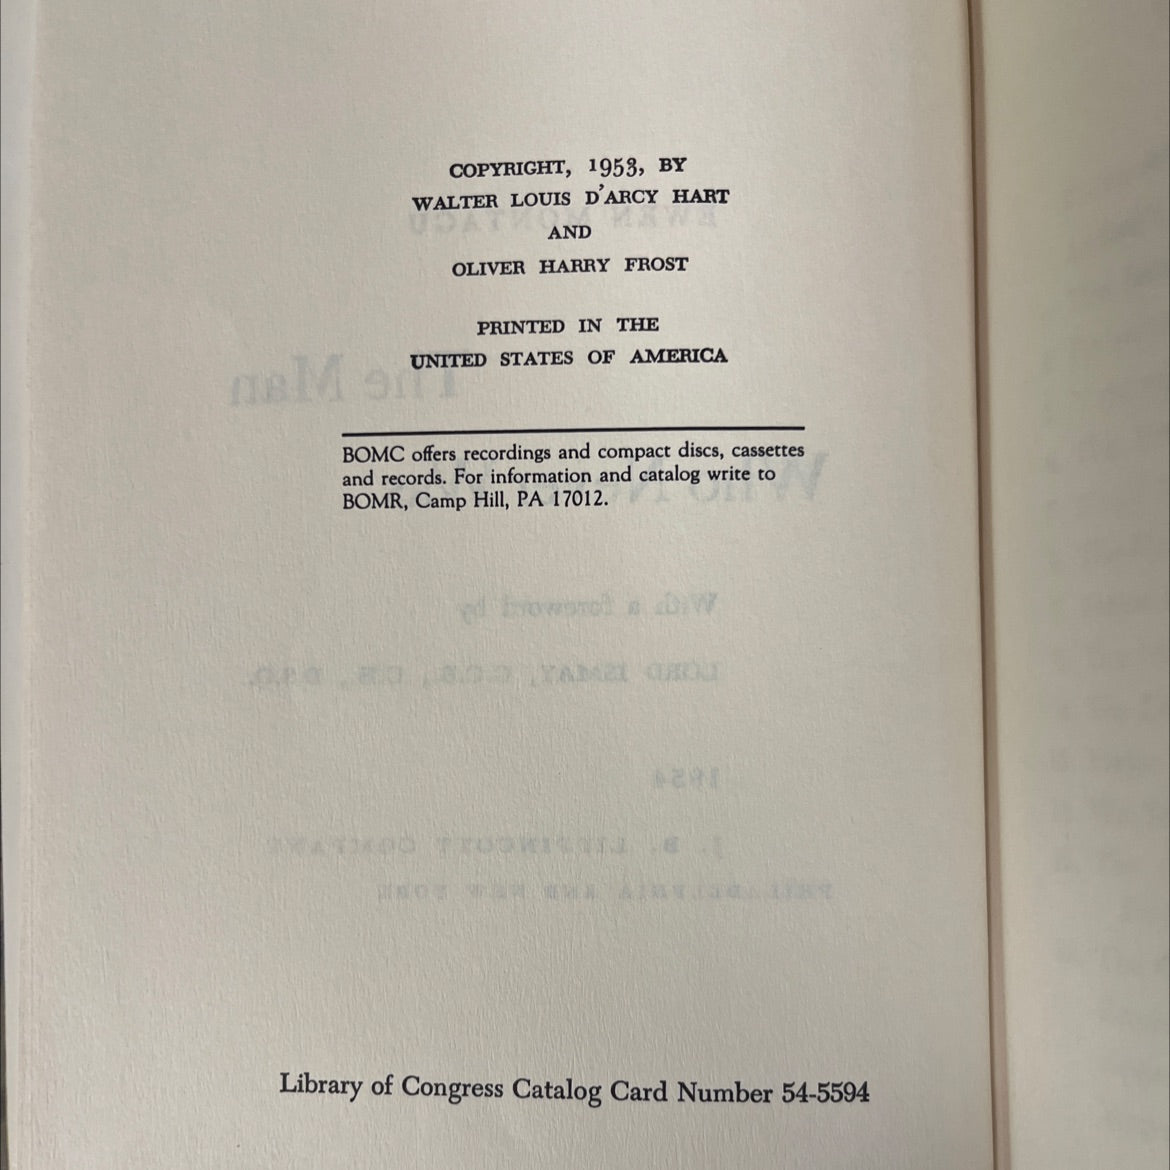 COPYRIGHT, 1953, BY
WALTER LOUIS D'ARCY HART
AND
OLIVER HARRY FROST
PRINTED IN THE
UNITED STATES OF AMERICA
BOMC offers recordings and compact discs, cassettes
and records. For information and catalog write to
BOMR, Camp Hill, PA 17012.
Library of Congress Catalog Card Number 54-5594